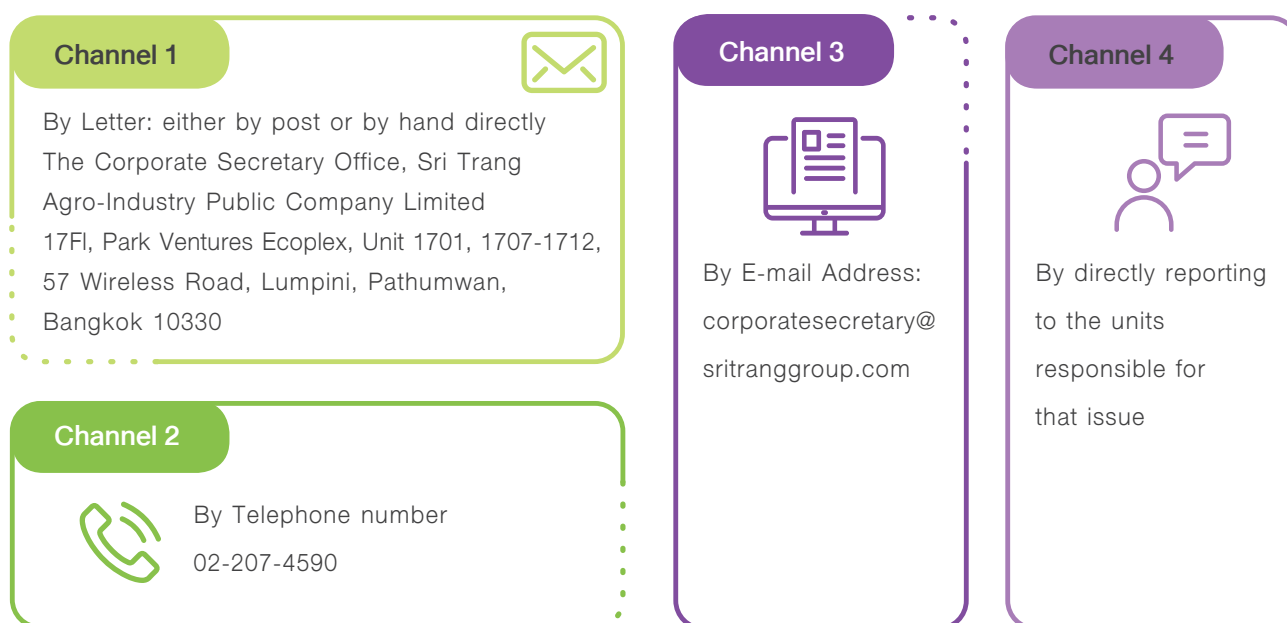 Channel 1
By Letter: either by post or by hand directly
The Corporate Secretary Office, Sri Trang
Agro-Industry Public Company Limited
17Fl, Park Ventures Ecoplex, Unit 1701, 1707-1712,
57 Wireless Road, Lumpini, Pathumwan,
Bangkok 10330
Channel 2
By Telephone number
02-207-4590
Channel 3
By E-mail Address:
corporatesecretary@
sritranggroup.com
Channel 4
By directly reporting
to the units
responsible for
that issue